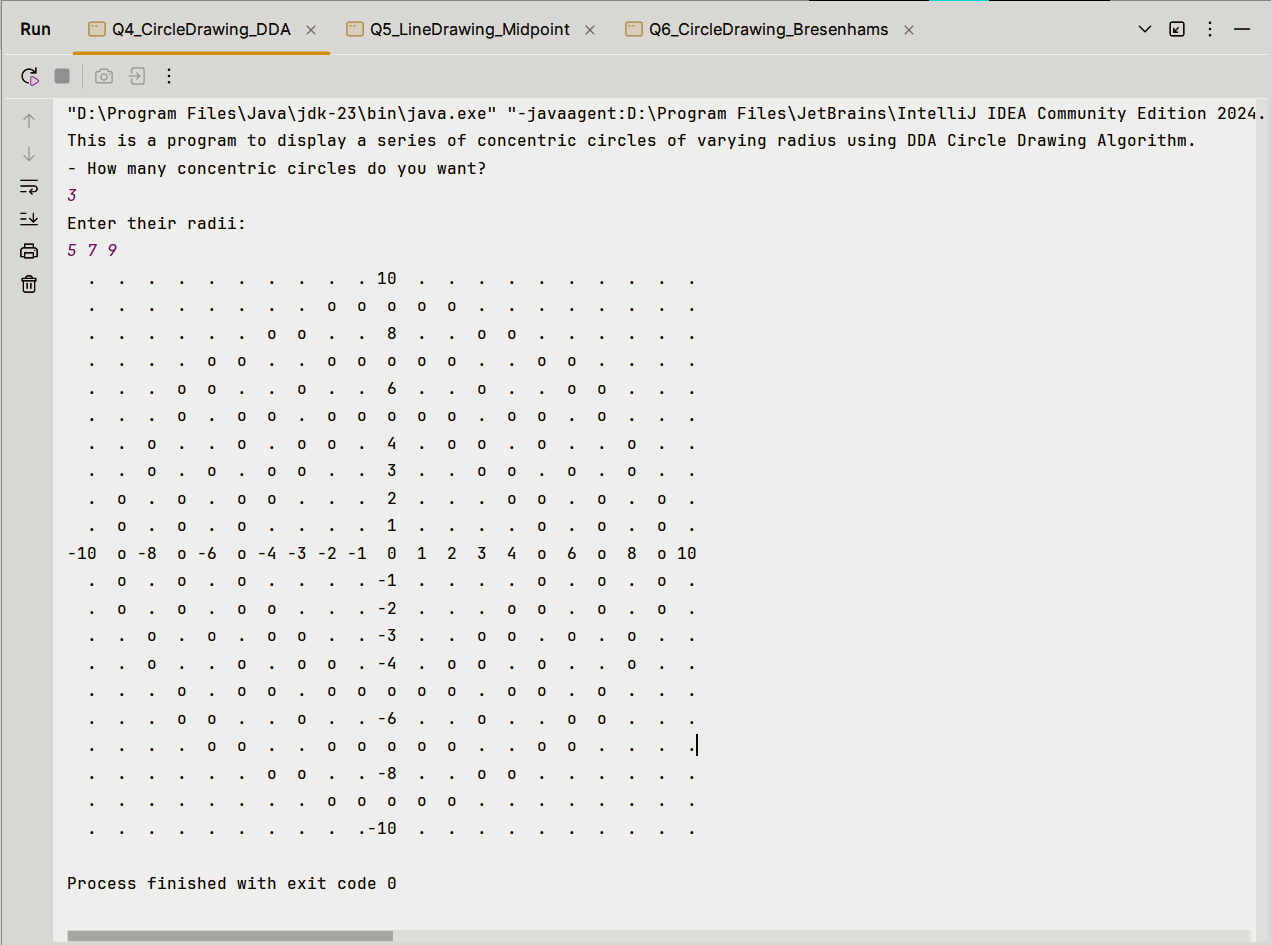 Run Q4_CircleDrawing_DDA Q5_LineDrawing_Midpoint Q6_CircleDrawing_Bresenhams
"D:\Program Files\Java\jdk-23\bin\java.exe" "-javaagent:D:\Program Files\JetBrains\IntelliJ IDEA Community Edition 2024.
This is a program to display a series of concentric circles of varying radius using DDA Circle Drawing Algorithm.
- How many concentric circles do you want?
3
Enter their radii:
5 7 9
  .  .  .  .  .  .  .  .  .  . 10  .  .  .  .  .  .  .  .  .  .
  .  .  .  .  .  .  .  .  o  o  o  o  o  .  .  .  .  .  .  .  .
  .  .  .  .  .  .  o  o  .  .  8  .  .  o  o  .  .  .  .  .  .
  .  .  .  .  o  o  .  .  o  o  o  o  o  .  .  o  o  .  .  .  .
  .  .  .  o  o  .  .  o  .  .  6  .  .  o  .  .  o  o  .  .  .
  .  .  .  o  .  o  o  .  o  o  o  o  o  .  o  o  .  o  .  .  .
  .  .  o  .  .  o  .  o  o  .  4  .  o  o  .  o  .  .  o  .  .
  .  .  o  .  o  .  o  o  .  .  3  .  .  o  o  .  o  .  o  .  .
  .  o  .  o  .  o  o  .  .  .  2  .  .  .  o  o  .  o  .  o  .
  .  o  .  o  .  o  .  .  .  .  1  .  .  .  .  o  .  o  .  o  .
-10  o -8  o -6  o -4 -3 -2 -1  0  1  2  3  4  o  6  o  8  o 10
  .  o  .  o  .  o  .  .  .  . -1  .  .  .  .  o  .  o  .  o  .
  .  o  .  o  .  o  o  .  .  . -2  .  .  .  o  o  .  o  .  o  .
  .  .  o  .  o  .  o  o  .  . -3  .  .  o  o  .  o  .  o  .  .
  .  .  o  .  .  o  .  o  o  . -4  .  o  o  .  o  .  .  o  .  .
  .  .  .  o  .  o  o  .  o  o  o  o  o  .  o  o  .  o  .  .  .
  .  .  .  o  o  .  .  o  .  . -6  .  .  o  .  .  o  o  .  .  .
  .  .  .  .  o  o  .  .  o  o  o  o  o  .  .  o  o  .  .  .  .
  .  .  .  .  .  .  o  o  .  . -8  .  .  o  o  .  .  .  .  .  .
  .  .  .  .  .  .  .  .  o  o  o  o  o  .  .  .  .  .  .  .  .
  .  .  .  .  .  .  .  .  .  .-10  .  .  .  .  .  .  .  .  .  .
Process finished with exit code 0